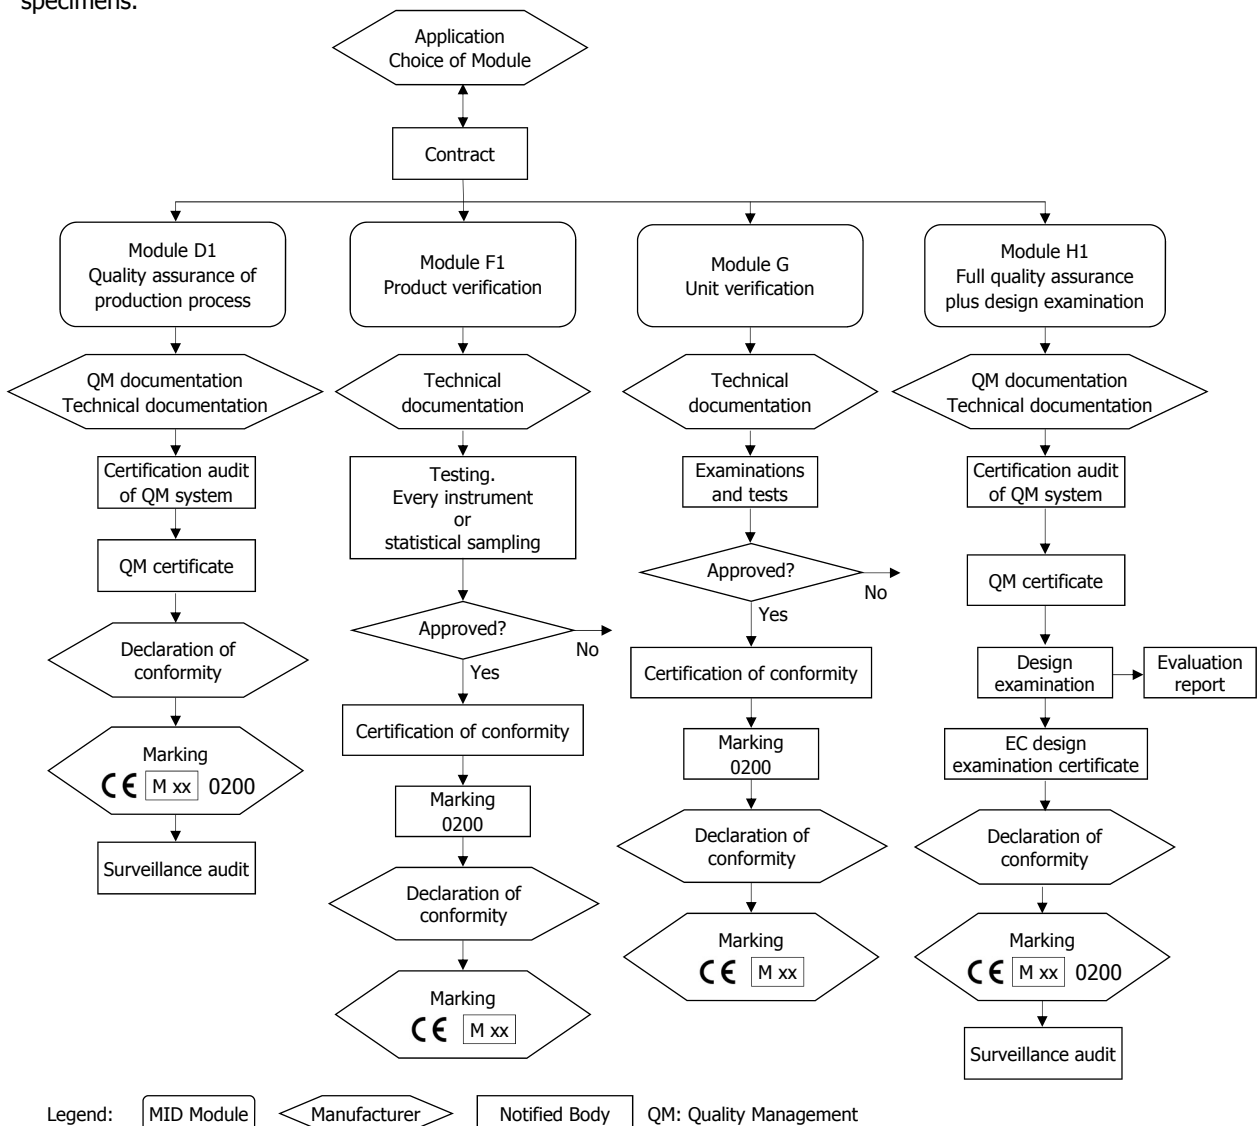 specimens.
Application
Choice of Module
Contract
Module D1
Quality assurance of
production process
QM documentation
Technical documentation
Certification audit
of QM system
QM certificate
Declaration of
conformity
Marking
CE M xx 0200
Surveillance audit
Module F1
Product verification
Technical
documentation
Testing.
Every instrument
or
statistical sampling
Approved?
No
Yes
Certification of conformity
Marking
0200
Declaration of
conformity
Marking
CE M xx
Module G
Unit verification
Technical
documentation
Examinations
and tests
Approved?
No
Yes
Certification of conformity
Marking
0200
Declaration of
conformity
Marking
CE M xx
Module H1
Full quality assurance
plus design examination
QM documentation
Technical documentation
Certification audit
of QM system
QM certificate
Design
examination
Evaluation
report
EC design
examination certificate
Declaration of
conformity
Marking
CE M xx 0200
Surveillance audit
Legend: MID Module Manufacturer Notified Body QM: Quality Management